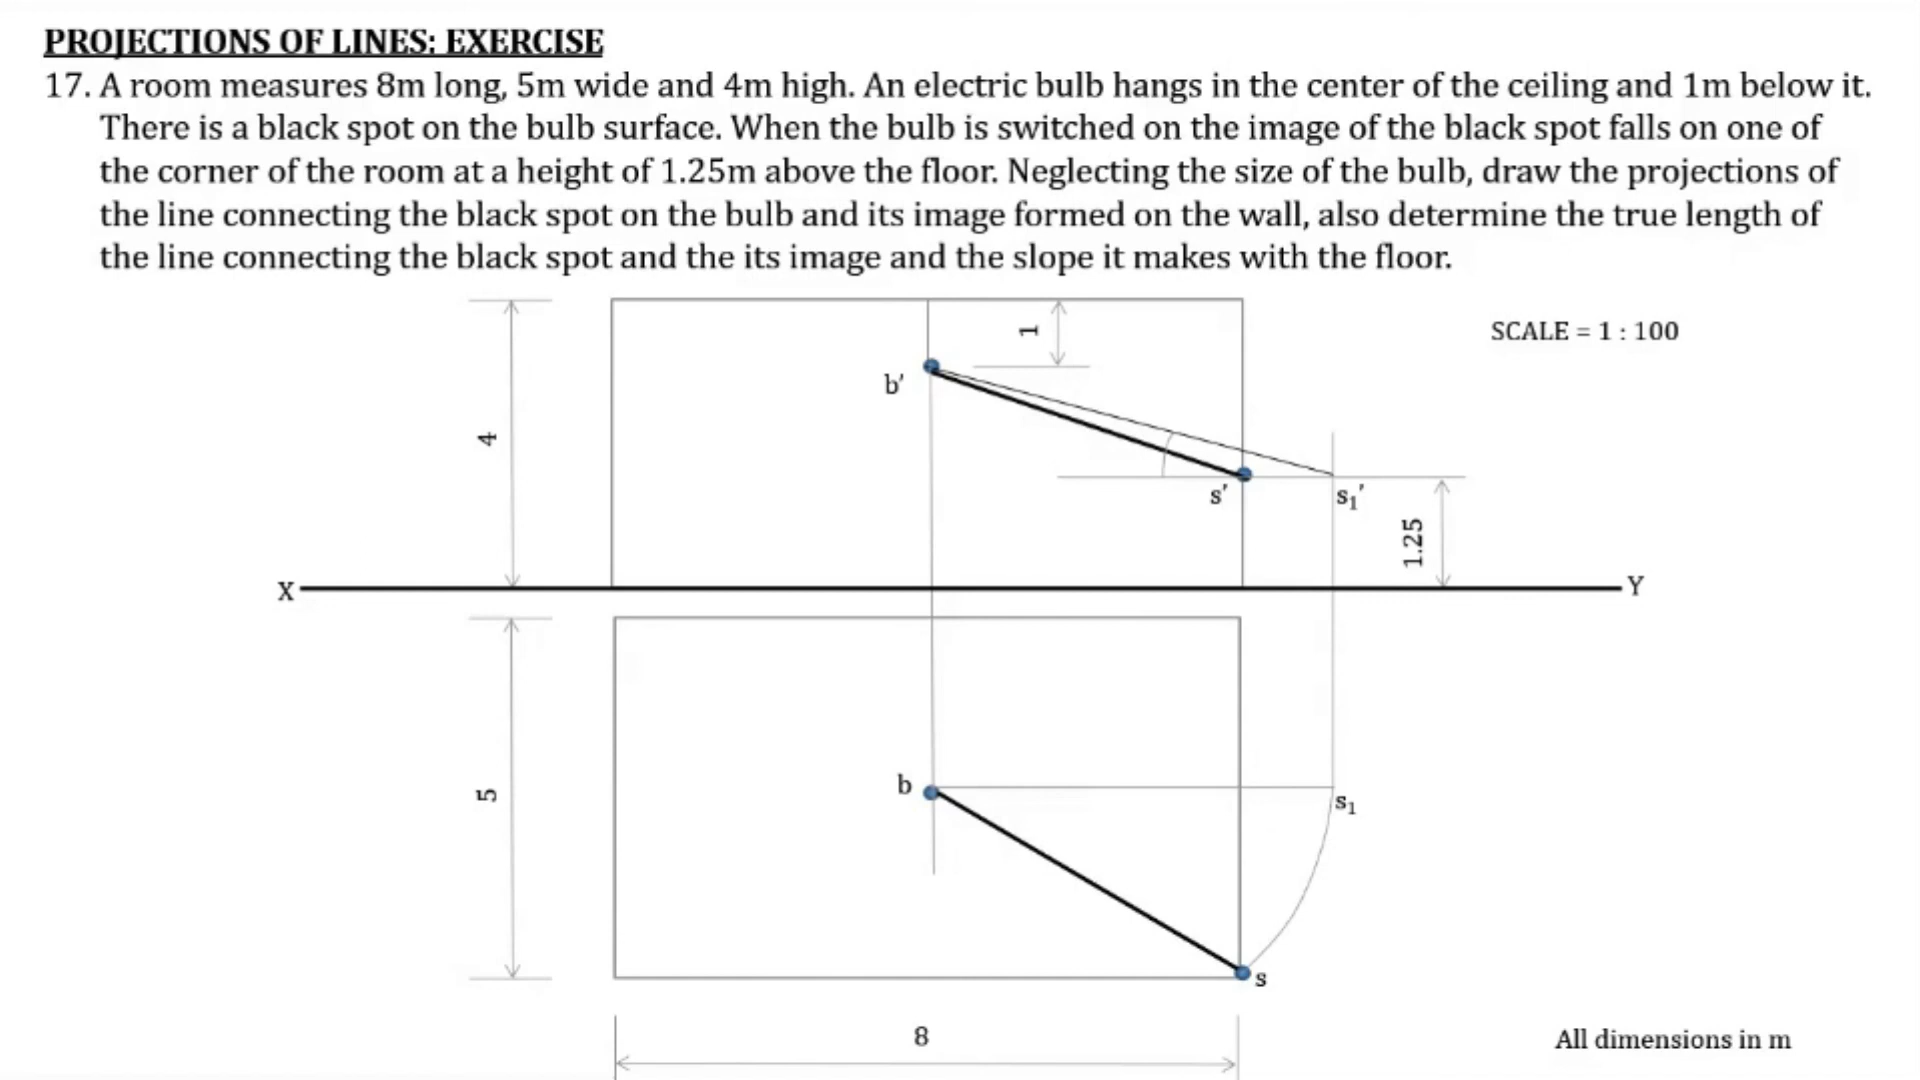 PROJECTIONS OF LINES: EXERCISE
17. A room measures 8m long, 5m wide and 4m high. An electric bulb hangs in the center of the ceiling and 1m below it.
There is a black spot on the bulb surface. When the bulb is switched on the image of the black spot falls on one of
the corner of the room at a height of 1.25m above the floor. Neglecting the size of the bulb, draw the projections of
the line connecting the black spot on the bulb and its image formed on the wall, also determine the true length of
the line connecting the black spot and the its image and the slope it makes with the floor.
1
SCALE = 1 : 100
b′
4
s′
s₁′
1.25
X
Y
b
5
s₁
s
8
All dimensions in m